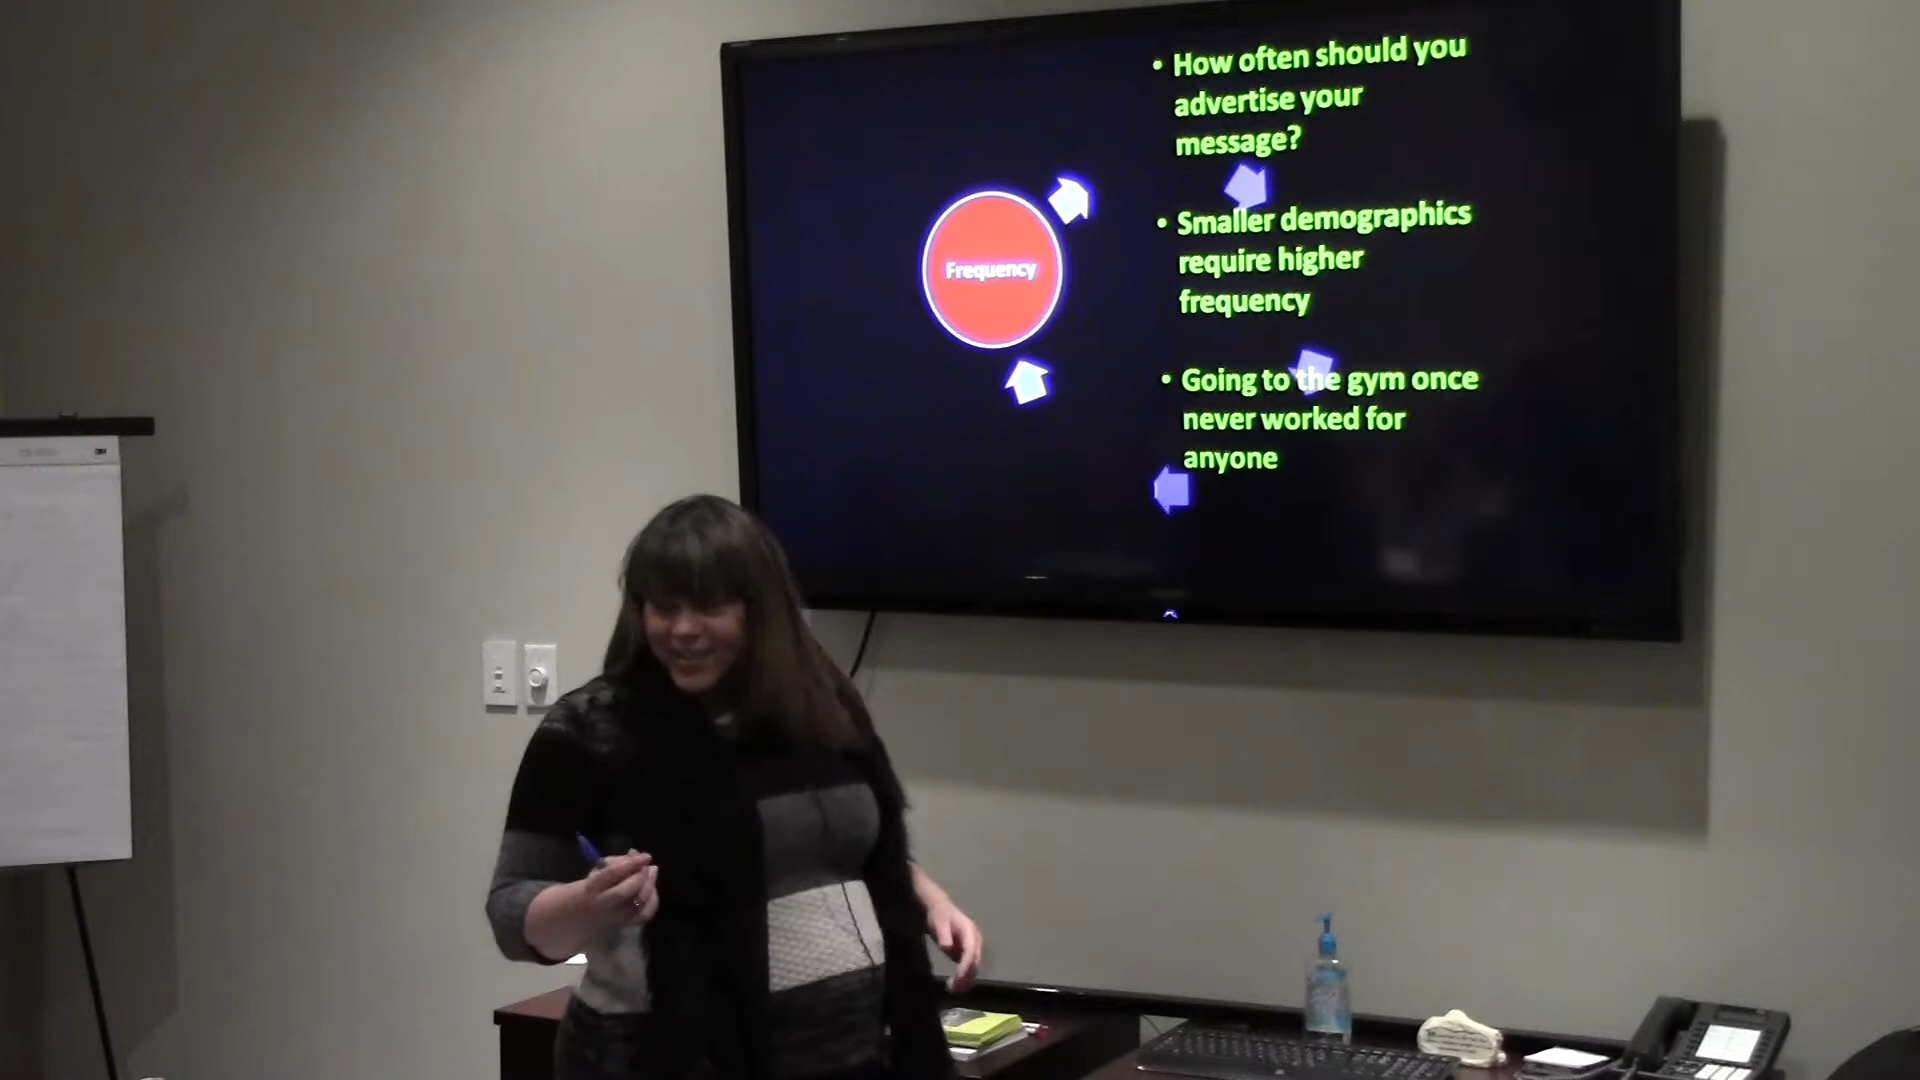 • How often should you
advertise your
message?
Frequency
• Smaller demographics
require higher
frequency
• Going to the gym once
never worked for
anyone